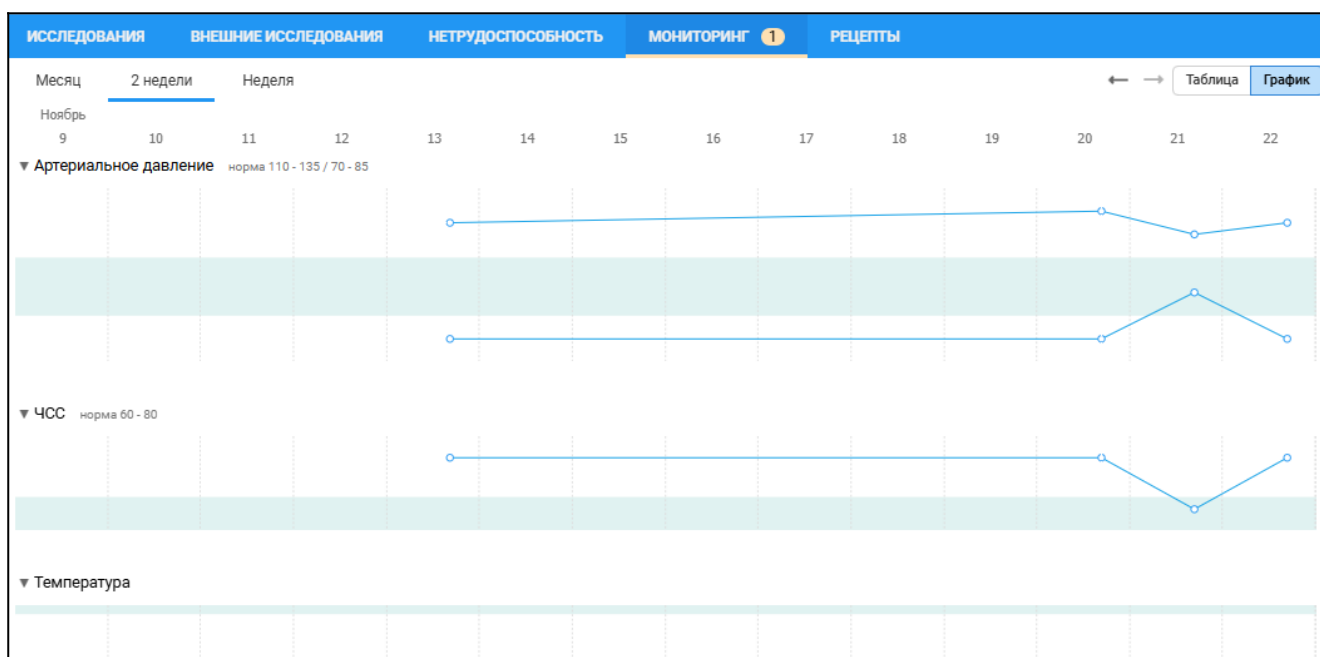 ИССЛЕДОВАНИЯ ВНЕШНИЕ ИССЛЕДОВАНИЯ НЕТРУДОСПОСОБНОСТЬ МОНИТОРИНГ 1 РЕЦЕПТЫ
Месяц 2 недели Неделя ← → Таблица График
Ноябрь
9 10 11 12 13 14 15 16 17 18 19 20 21 22
▼ Артериальное давление норма 110 - 135 / 70 - 85
▼ ЧСС норма 60 - 80
▼ Температура